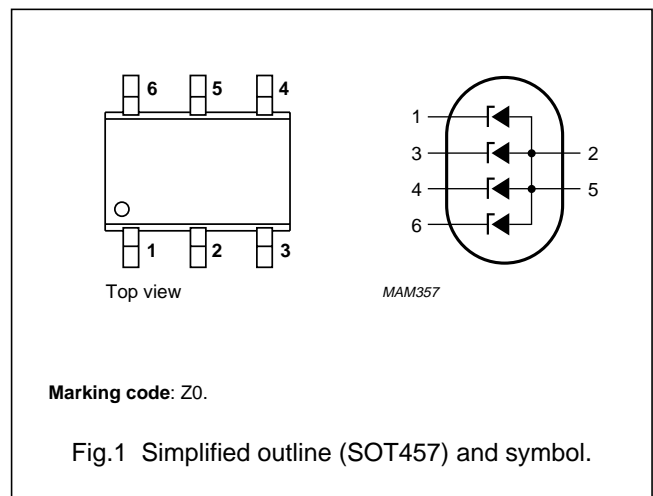 6 5 4
1 2 3
Top view
1
3 2
4 5
6
MAM357
Marking code: Z0.
Fig.1 Simplified outline (SOT457) and symbol.